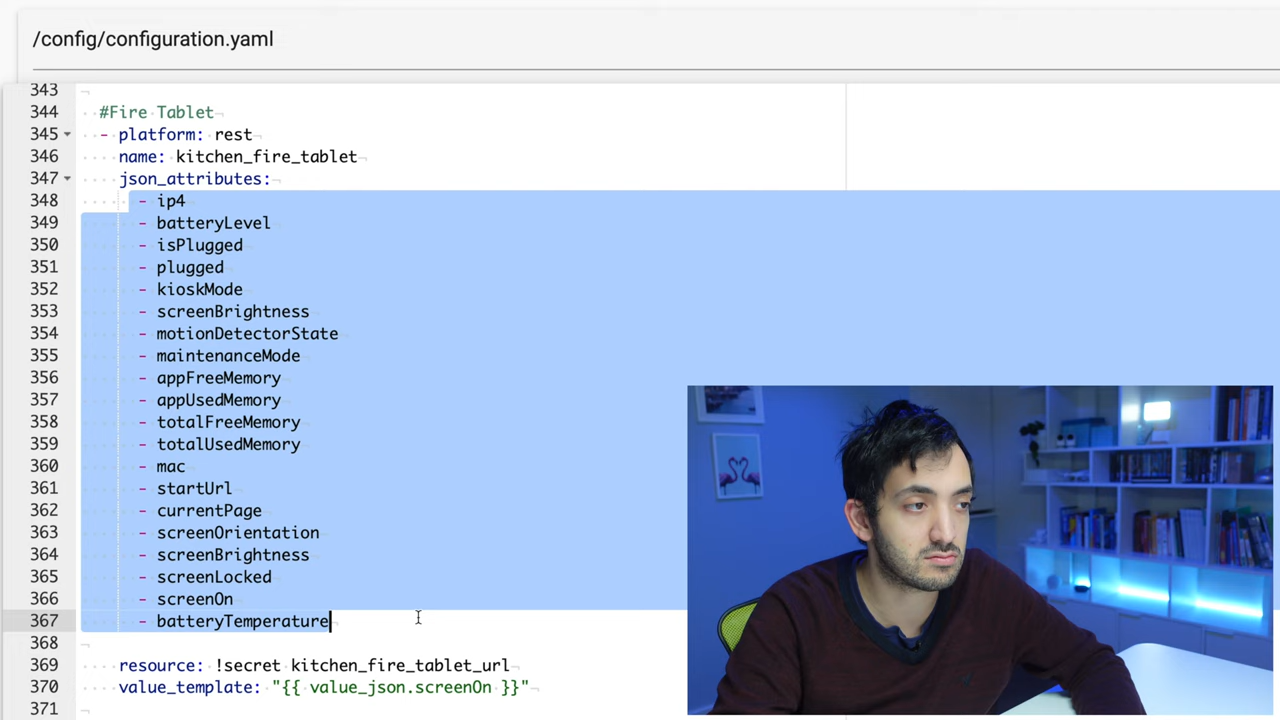 /config/configuration.yaml
343
344 #Fire Tablet
345 - platform: rest
346 name: kitchen_fire_tablet
347 json_attributes:
348 - ip4
349 - batteryLevel
350 - isPlugged
351 - plugged
352 - kioskMode
353 - screenBrightness
354 - motionDetectorState
355 - maintenanceMode
356 - appFreeMemory
357 - appUsedMemory
358 - totalFreeMemory
359 - totalUsedMemory
360 - mac
361 - startUrl
362 - currentPage
363 - screenOrientation
364 - screenBrightness
365 - screenLocked
366 - screenOn
367 - batteryTemperature
368
369 resource: !secret kitchen_fire_tablet_url
370 value_template: "{{ value_json.screenOn }}"
371